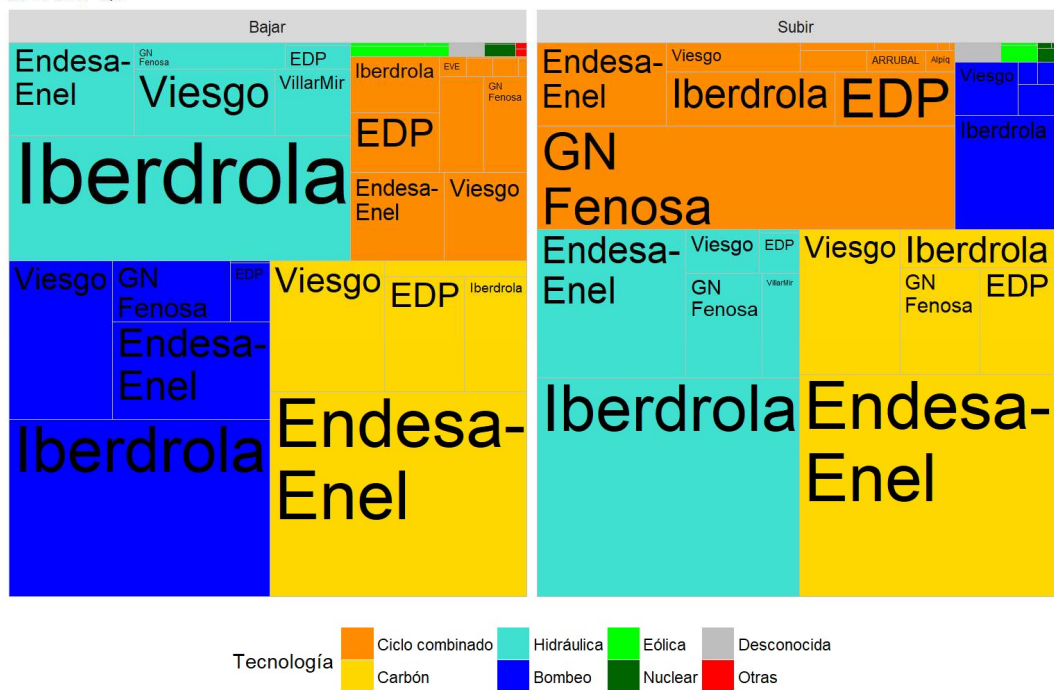 Bajar
Endesa-
Enel
GN
Fenosa
EDP
Viesgo
VillarMir
Iberdrola
Iberdrola
EVE
GN
Fenosa
EDP
Endesa-
Enel
Viesgo
Viesgo
GN
Fenosa
EDP
Endesa-
Enel
Iberdrola
Viesgo
EDP
Iberdrola
Endesa-
Enel
Subir
Endesa-
Enel
Viesgo
ARRUBAL
Alpiq
Iberdrola
EDP
GN
Fenosa
Viesgo
Iberdrola
Endesa-
Enel
Viesgo
EDP
GN
Fenosa
VillarMir
Iberdrola
Viesgo
Iberdrola
GN
Fenosa
EDP
Endesa-
Enel
Tecnología
Ciclo combinado
Hidráulica
Eólica
Desconocida
Carbón
Bombeo
Nuclear
Otras